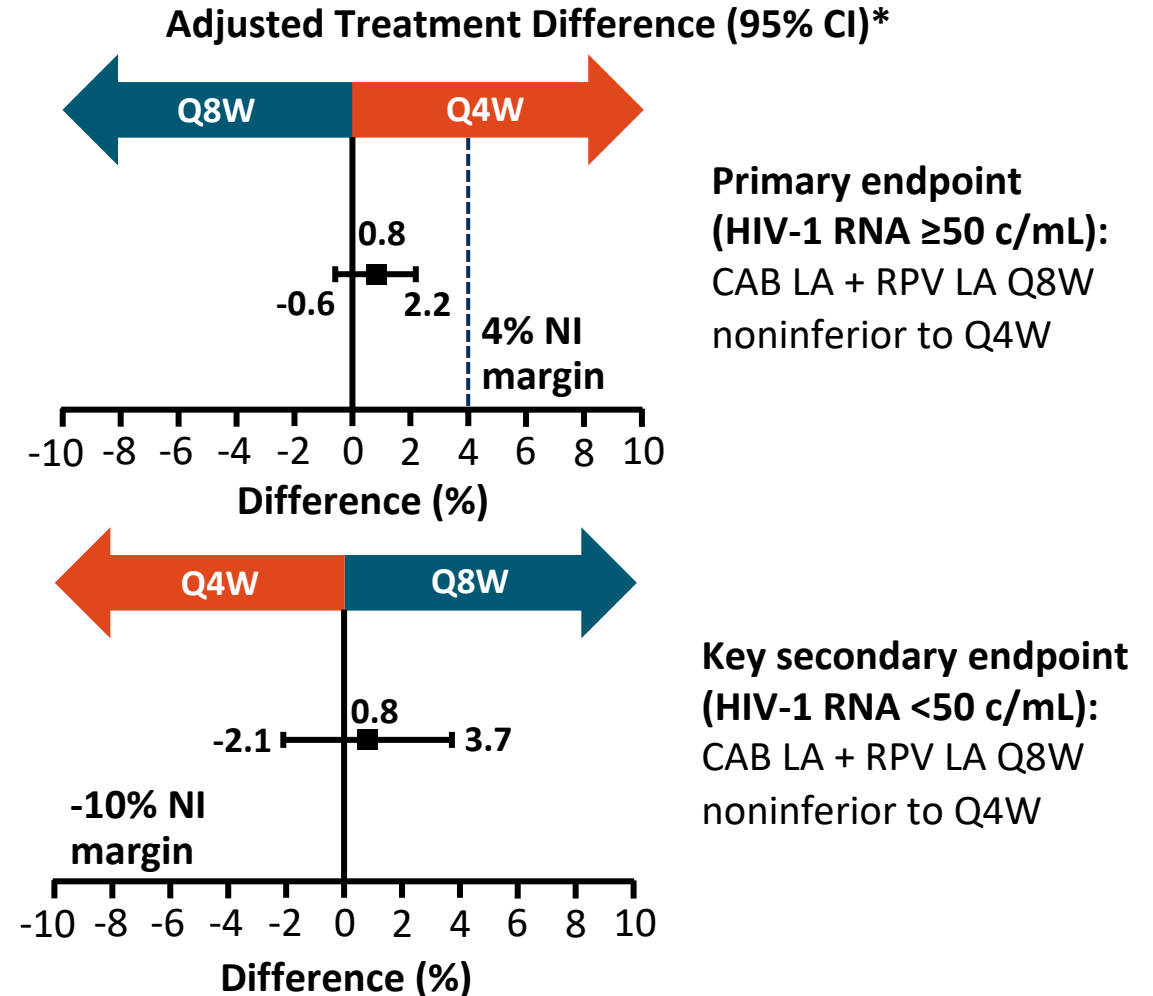 Adjusted Treatment Difference (95% CI)*
Q8W Q4W
0.8
-0.6 2.2
4% NI
margin
-10 -8 -6 -4 -2 0 2 4 6 8 10
Difference (%)
Primary endpoint
(HIV-1 RNA ≥50 c/mL):
CAB LA + RPV LA Q8W
noninferior to Q4W
Q4W Q8W
0.8
-2.1 3.7
-10% NI
margin
-10 -8 -6 -4 -2 0 2 4 6 8 10
Difference (%)
Key secondary endpoint
(HIV-1 RNA <50 c/mL):
CAB LA + RPV LA Q8W
noninferior to Q4W